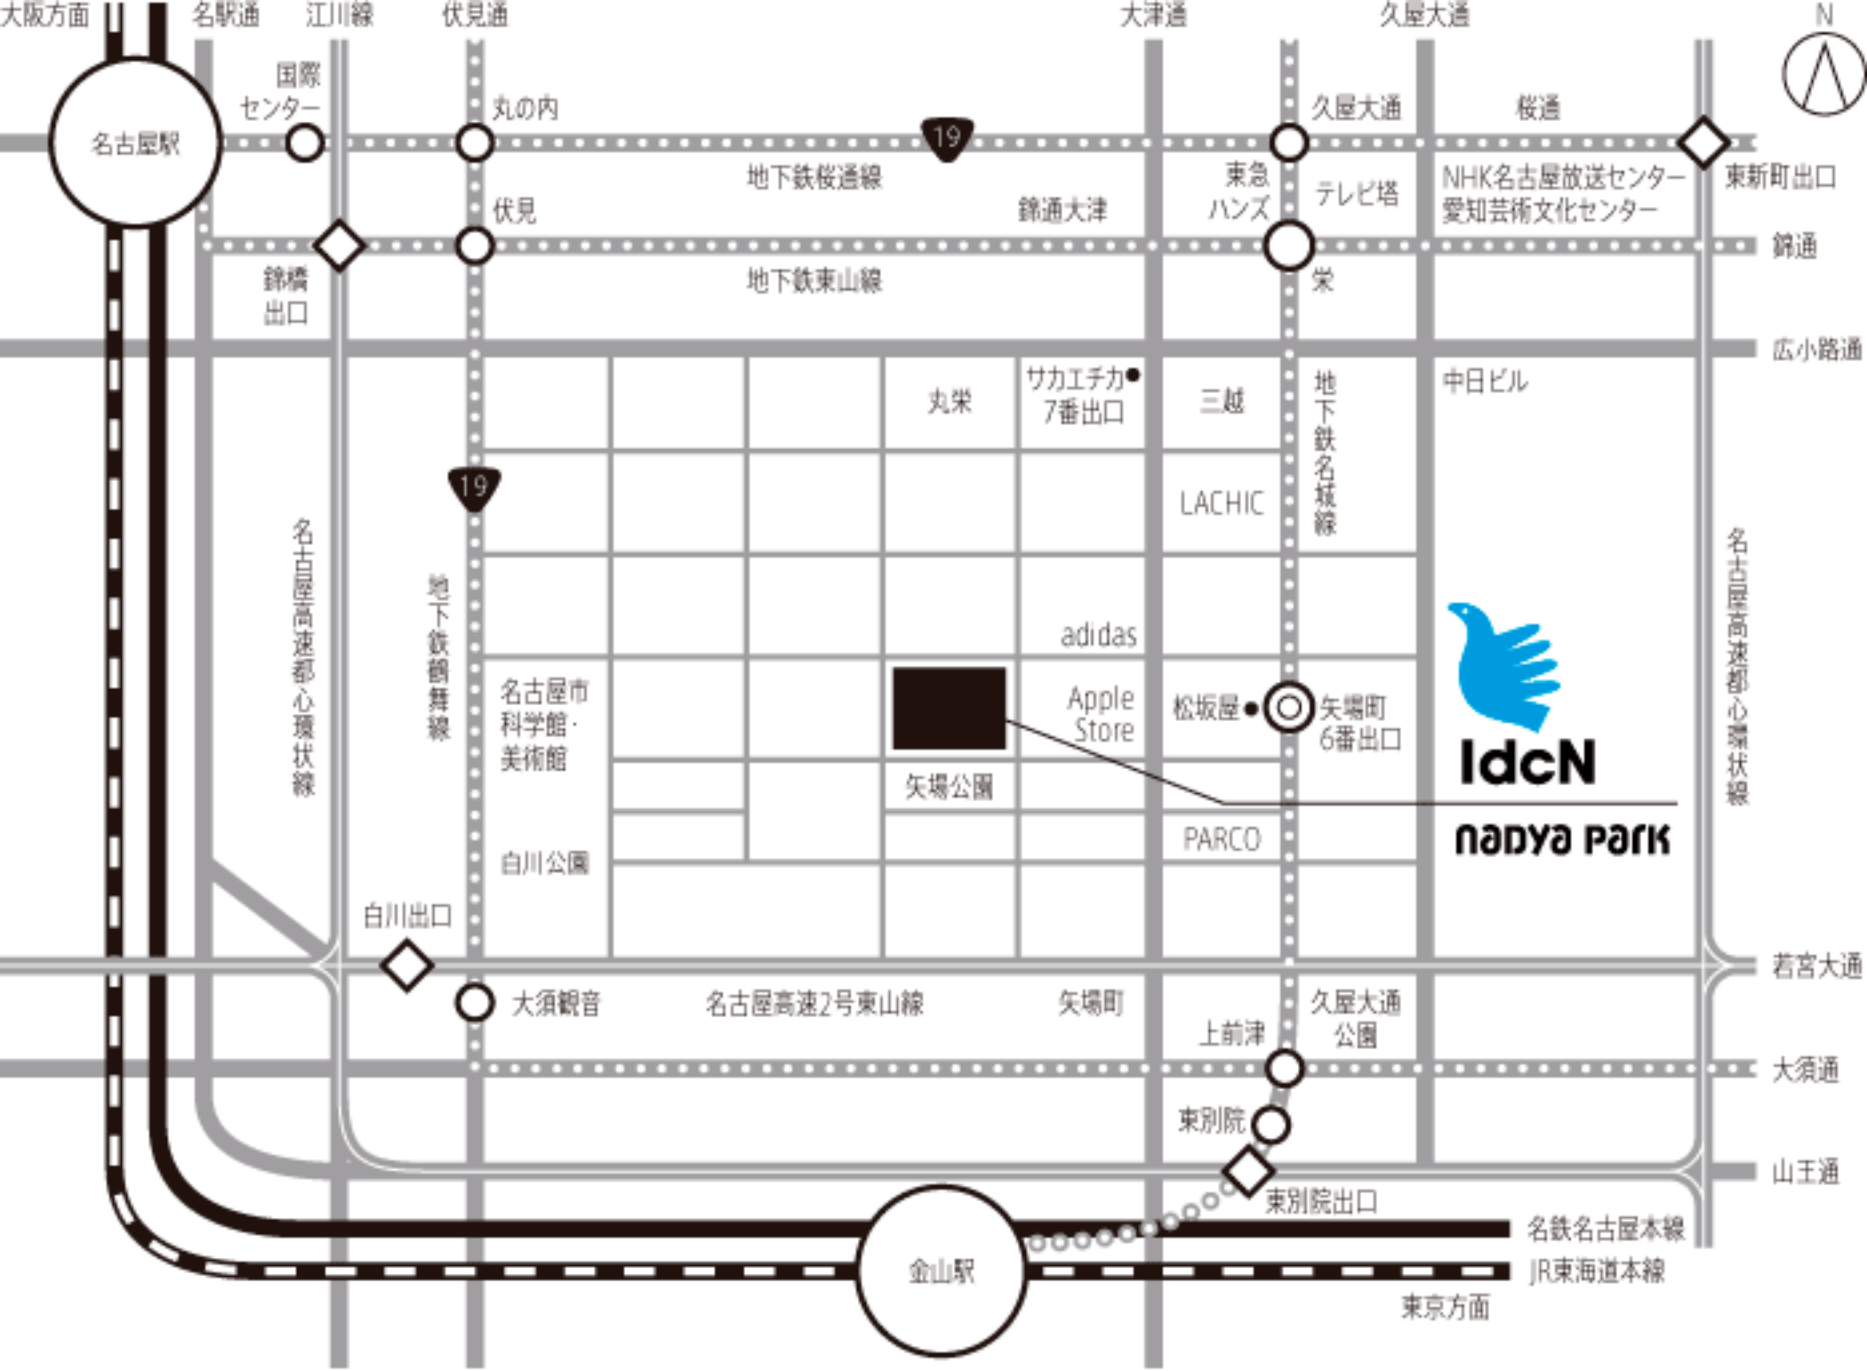 大阪方面
名駅通
江川線
伏見通
大津通
久屋大通
N
国際
センター
丸の内
19
久屋大通
桜通
名古屋駅
地下鉄桜通線
東急
ハンズ
テレビ塔
NHK名古屋放送センター
愛知芸術文化センター
東新町出口
伏見
錦通大津
錦通
錦橋
出口
地下鉄東山線
栄
広小路通
丸栄
サカエチカ
7番出口
三越
地下鉄名城線
中日ビル
19
LACHIC
名古屋高速都心環状線
地下鉄鶴舞線
名古屋高速都心環状線
adidas
名古屋市
科学館・
美術館
Apple
Store
松坂屋
矢場町
6番出口
IdcN
矢場公園
PARCO
nadya park
白川公園
白川出口
若宮大通
大須観音
名古屋高速2号東山線
矢場町
上前津
久屋大通
公園
大須通
東別院
山王通
東別院出口
名鉄名古屋本線
金山駅
JR東海道本線
東京方面